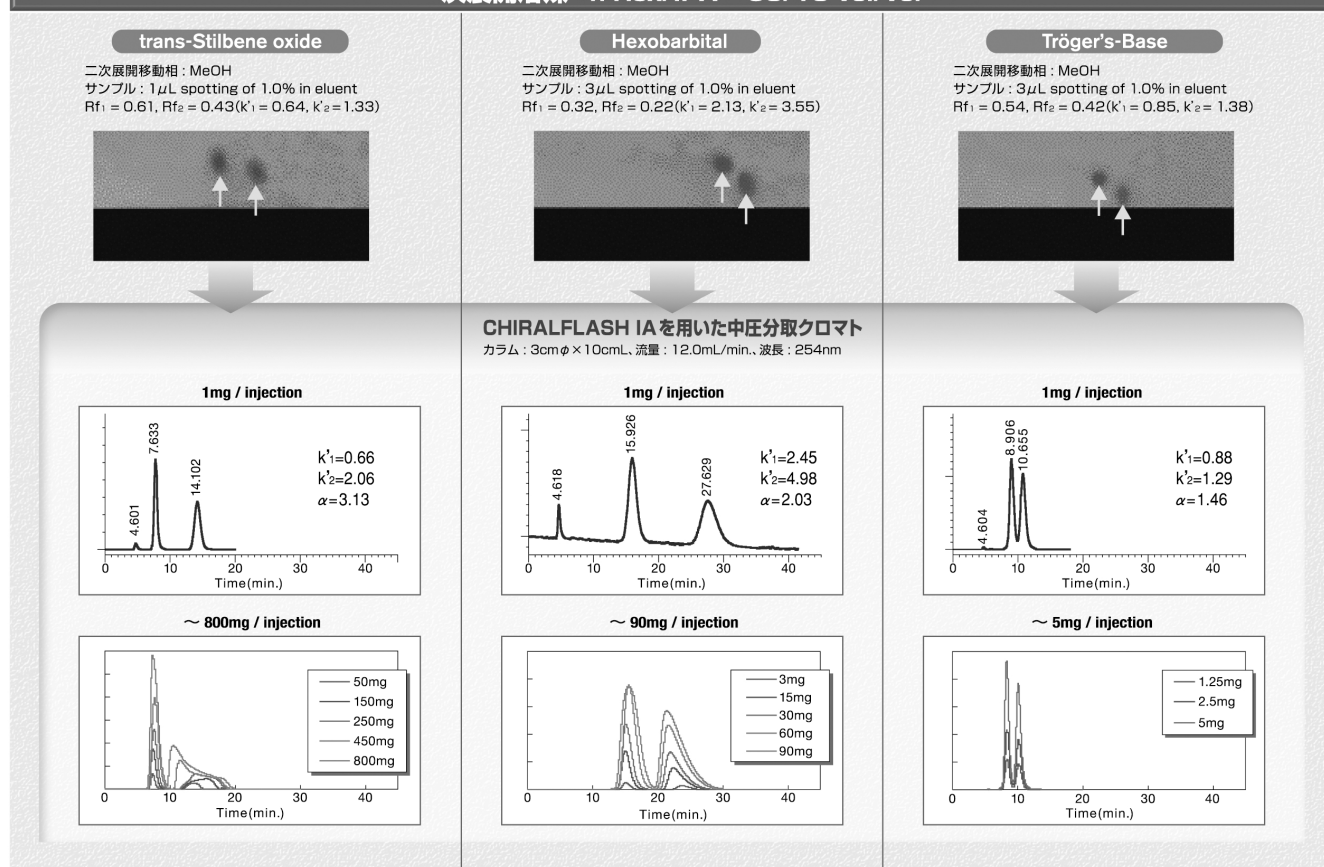 trans-Stilbene oxide
二次展開移動相 : MeOH
サンプル : 1μL spotting of 1.0% in eluent
Rf1 = 0.61, Rf2 = 0.43(k'1 = 0.64, k'2=1.33)
Hexobarbital
二次展開移動相 : MeOH
サンプル : 3μL spotting of 1.0% in eluent
Rf1 = 0.32, Rf2 = 0.22(k'1 = 2.13, k'2 = 3.55)
Tröger's-Base
二次展開移動相 : MeOH
サンプル : 3μL spotting of 1.0% in eluent
Rf1 = 0.54, Rf2 = 0.42(k'1 = 0.85, k'2= 1.38)
CHIRALFLASH IAを用いた中圧分取クロマト
カラム : 3cmφ×10cmL、流量 : 12.0mL/min.、波長 : 254nm
1mg / injection
4.601
7.633
14.102
k'1=0.66
k'2=2.06
α=3.13
0 10 20 30 40
Time(min.)
1mg / injection
4.618
15.926
27.629
k'1=2.45
k'2=4.98
α=2.03
0 10 20 30 40
Time(min.)
1mg / injection
4.604
8.906
10.655
k'1=0.88
k'2=1.29
α=1.46
0 10 20 30 40
Time(min.)
～ 800mg / injection
50mg
150mg
250mg
450mg
800mg
0 10 20 30 40
Time(min.)
～ 90mg / injection
3mg
15mg
30mg
60mg
90mg
0 10 20 30 40
Time(min.)
～ 5mg / injection
1.25mg
2.5mg
5mg
0 10 20 30 40
Time(min.)